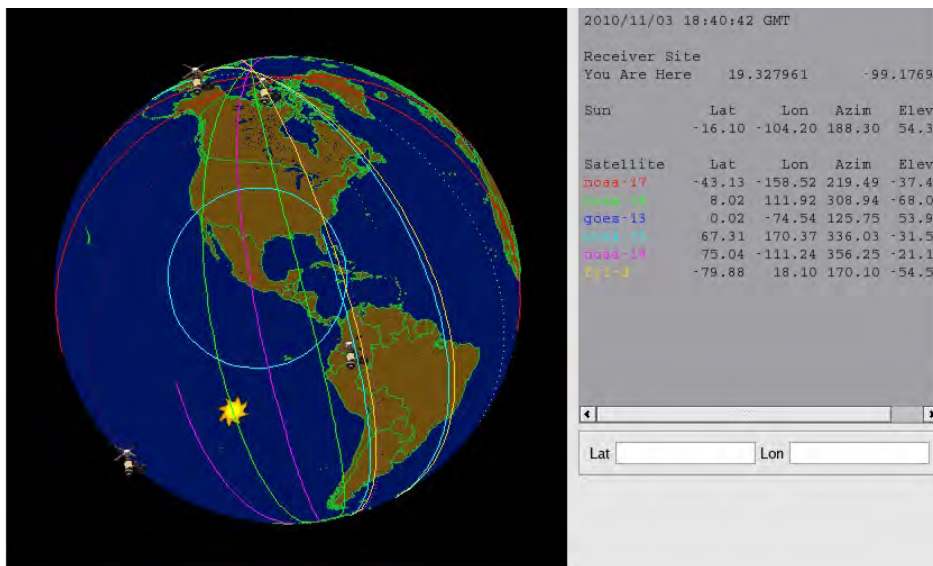 2010/11/03 18:40:42 GMT
Receiver Site
You Are Here 19.327961 -99.1769
Sun Lat Lon Azim Elev
-16.10 -104.20 188.30 54.3
Satellite Lat Lon Azim Elev
noaa-17 -43.13 -158.52 219.49 -37.4
8.02 111.92 308.94 -68.0
goes-13 0.02 -74.54 125.75 53.9
67.31 170.37 336.03 -31.5
noaa-19 75.04 -111.24 356.25 -21.1
-79.88 18.10 170.10 -54.5
Lat Lon